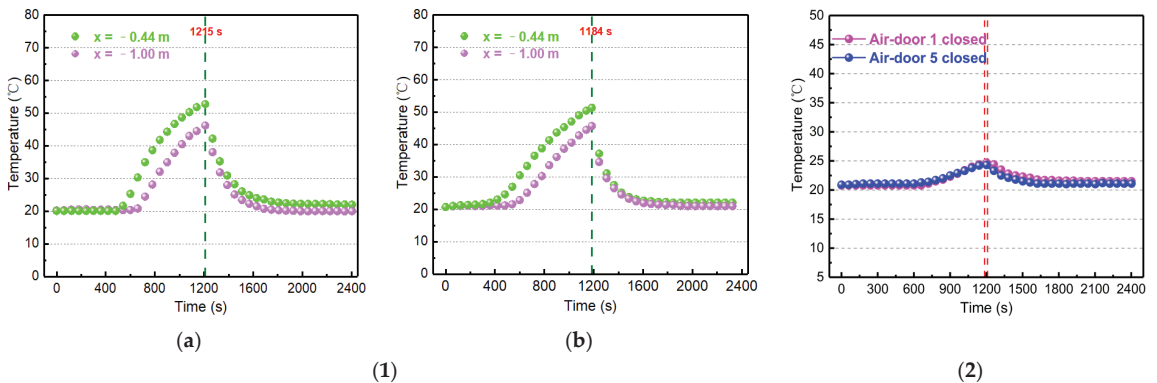 80
70
60
50
40
30
20
10
0
Temperature (℃)
x = −0.44 m
x = −1.00 m
1215 s
0 400 800 1200 1600 2000 2400
Time (s)
(a)
80
70
60
50
40
30
20
10
0
Temperature (℃)
x = −0.44 m
x = −1.00 m
1184 s
0 400 800 1200 1600 2000 2400
Time (s)
(b)
(1)
50
45
40
35
30
25
20
15
10
5
Temperature (℃)
Air-door 1 closed
Air-door 5 closed
0 300 600 900 1200 1500 1800 2100 2400
Time (s)
(2)